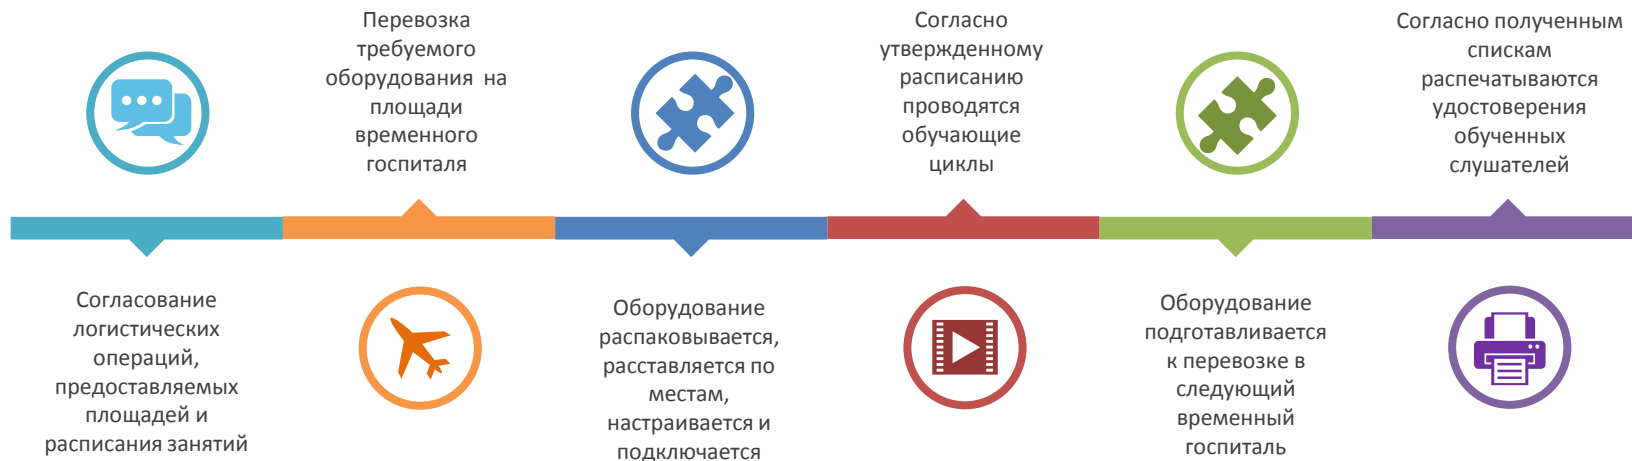 Согласование
логистических
операций,
предоставляемых
площадей и
расписания занятий
Перевозка
требуемого
оборудования на
площади
временного
госпиталя
Оборудование
распаковывается,
расставляется по
местам,
настраивается и
подключается
Согласно
утвержденному
расписанию
проводятся
обучающие
циклы
Оборудование
подготавливается
к перевозке в
следующий
временный
госпиталь
Согласно полученным
спискам
распечатываются
удостоверения
обученных
слушателей